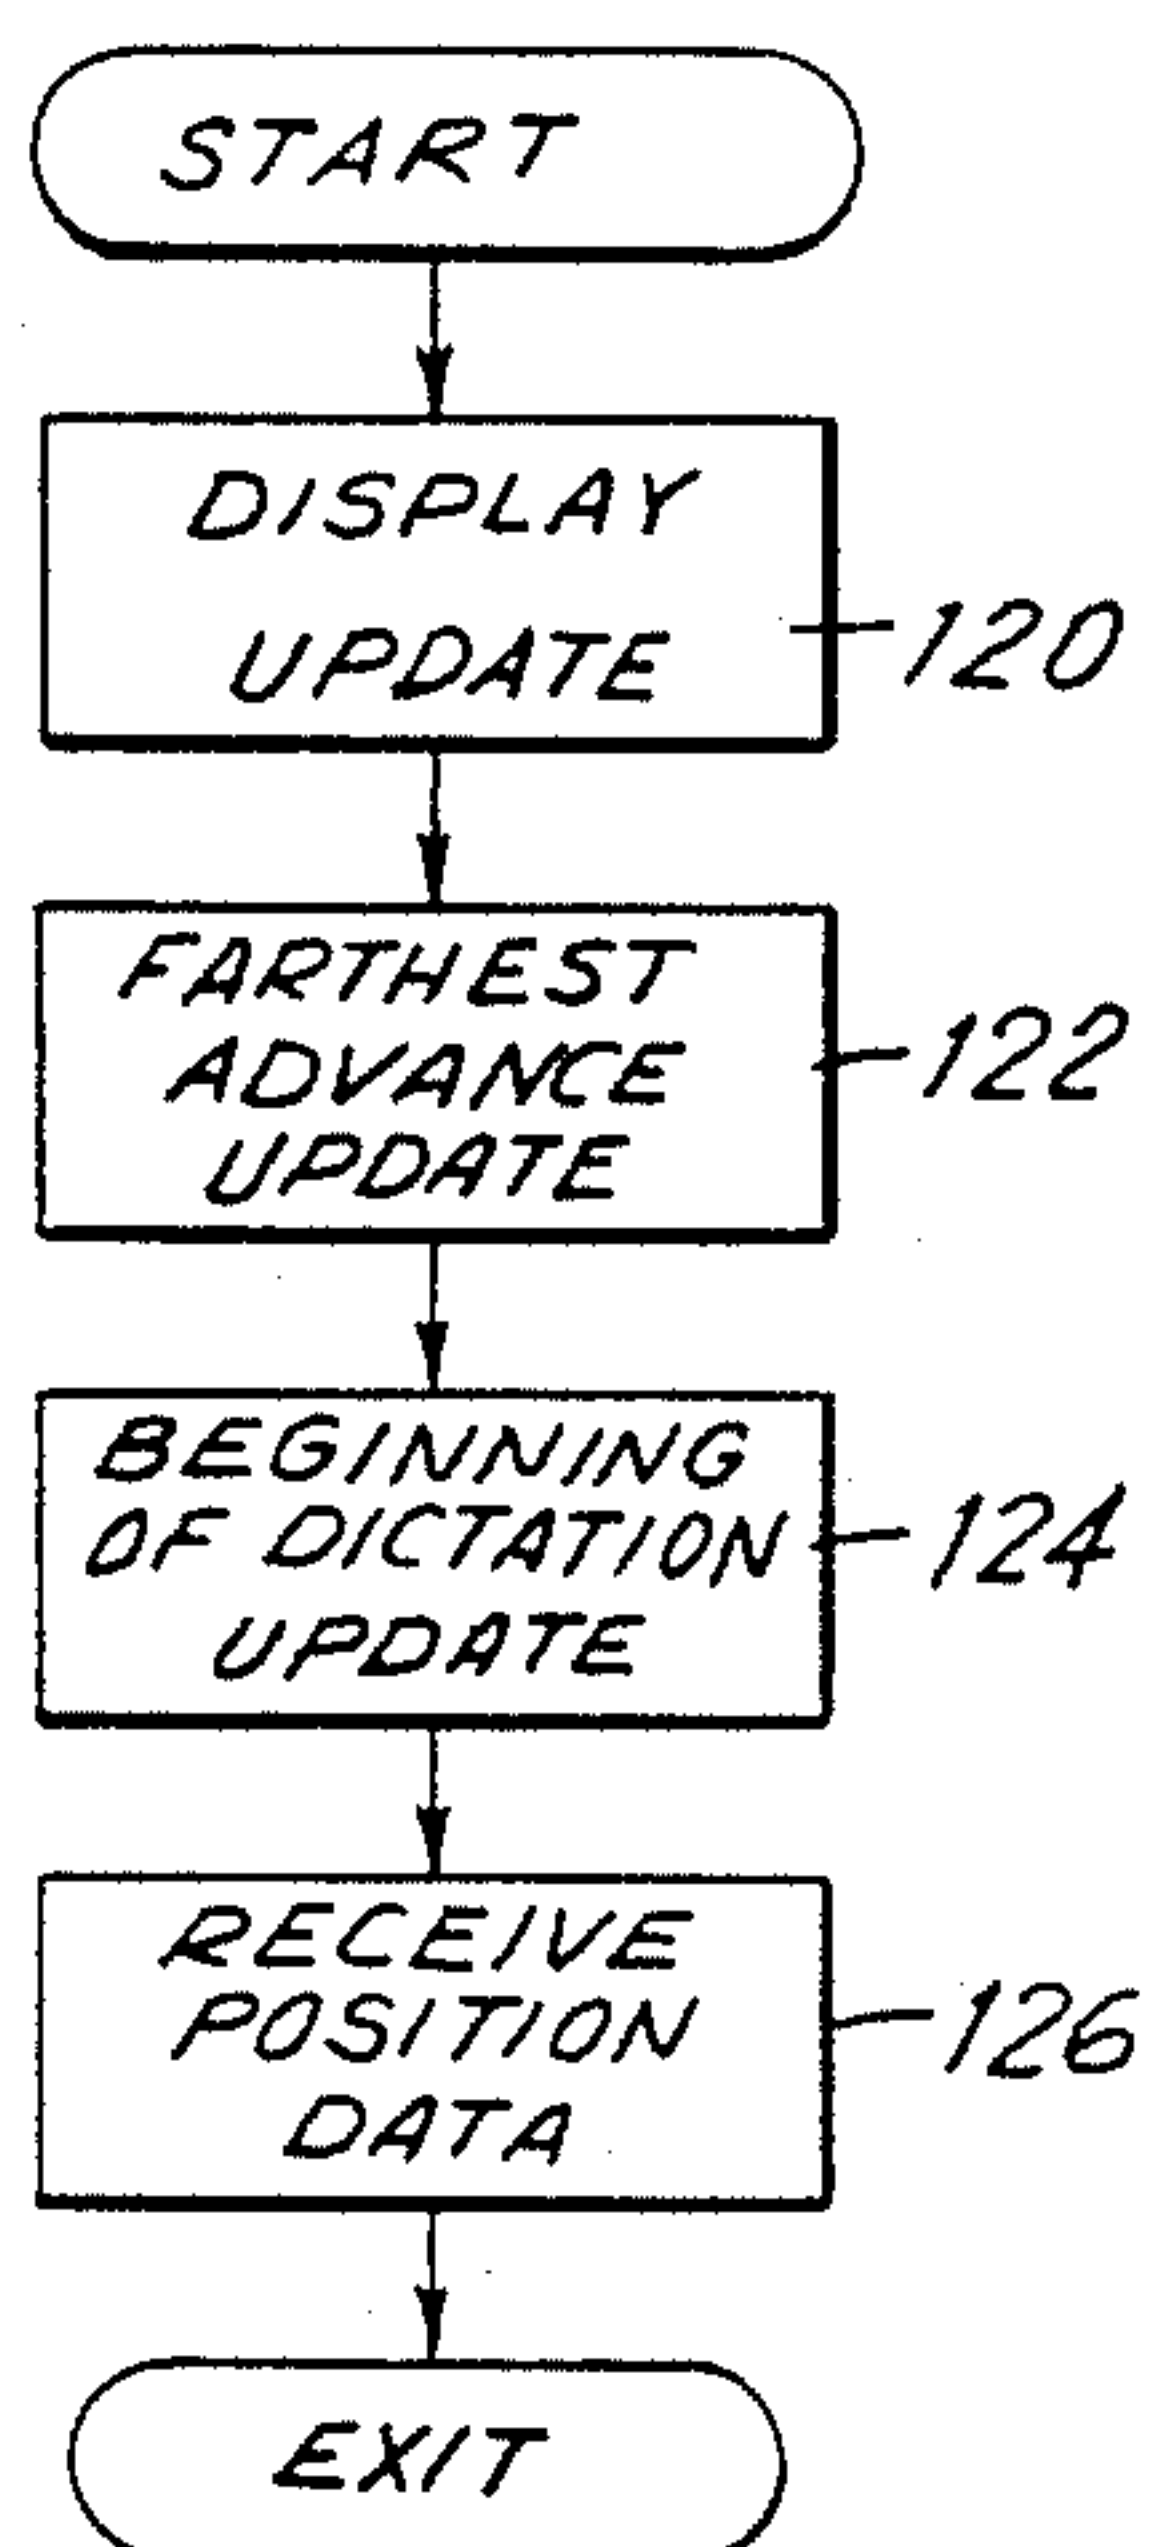 START
DISPLAY
UPDATE
120
FARTHEST
ADVANCE
UPDATE
122
BEGINNING
OF DICTATION
UPDATE
124
RECEIVE
POSITION
DATA
126
EXIT